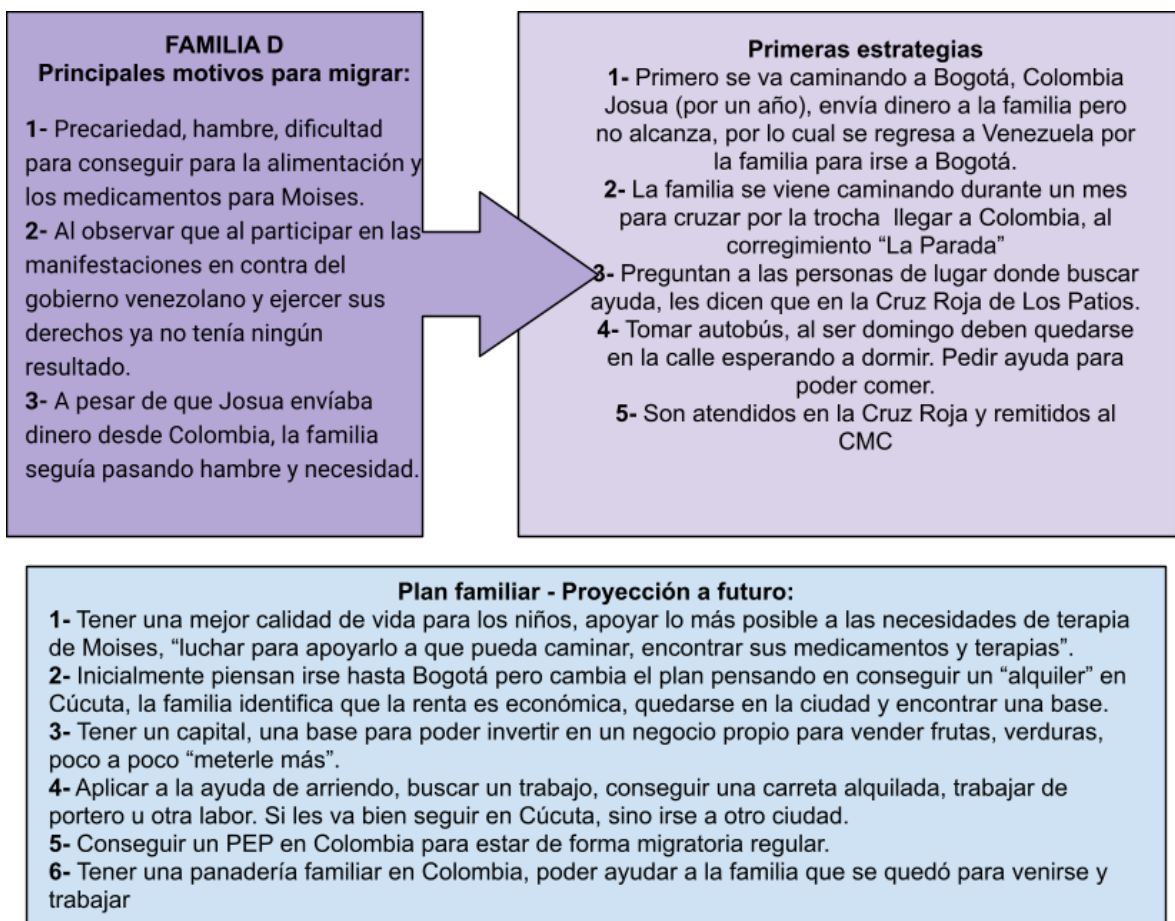 FAMILIA D
Principales motivos para migrar:
1- Precariedad, hambre, dificultad
para conseguir para la alimentación y
los medicamentos para Moises.
2- Al observar que al participar en las
manifestaciones en contra del
gobierno venezolano y ejercer sus
derechos ya no tenía ningún
resultado.
3- A pesar de que Josua envíaba
dinero desde Colombia, la familia
seguía pasando hambre y necesidad.
Primeras estrategias
1- Primero se va caminando a Bogotá, Colombia
Josua (por un año), envía dinero a la familia pero
no alcanza, por lo cual se regresa a Venezuela por
la familia para irse a Bogotá.
2- La familia se viene caminando durante un mes
para cruzar por la trocha llegar a Colombia, al
corregimiento “La Parada”
3- Preguntan a las personas de lugar donde buscar
ayuda, les dicen que en la Cruz Roja de Los Patios.
4- Tomar autobús, al ser domingo deben quedarse
en la calle esperando a dormir. Pedir ayuda para
poder comer.
5- Son atendidos en la Cruz Roja y remitidos al
CMC
Plan familiar - Proyección a futuro:
1- Tener una mejor calidad de vida para los niños, apoyar lo más posible a las necesidades de terapia
de Moises, “luchar para apoyarlo a que pueda caminar, encontrar sus medicamentos y terapias”.
2- Inicialmente piensan irse hasta Bogotá pero cambia el plan pensando en conseguir un “alquiler” en
Cúcuta, la familia identifica que la renta es económica, quedarse en la ciudad y encontrar una base.
3- Tener un capital, una base para poder invertir en un negocio propio para vender frutas, verduras,
poco a poco “meterle más”.
4- Aplicar a la ayuda de arriendo, buscar un trabajo, conseguir una carreta alquilada, trabajar de
portero u otra labor. Si les va bien seguir en Cúcuta, sino irse a otro ciudad.
5- Conseguir un PEP en Colombia para estar de forma migratoria regular.
6- Tener una panadería familiar en Colombia, poder ayudar a la familia que se quedó para venirse y
trabajar